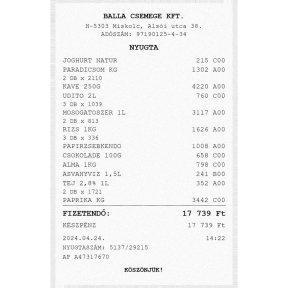 BALLA CSEMEGE KFT.
H-5303 Miskolc, Alsói utca 38.
ADÓSZÁM: 97190125-4-34
NYUGTA
JOGHURT NATUR 215 C00
PARADICSOM KG 1302 A00
2 DB x 2110
KAVE 250G 4220 A00
UDITO 2L 760 C00
3 DB x 1039
MOSOGATOSZER 1L 3117 A00
2 DB x 813
RIZS 1KG 1626 A00
3 DB x 336
PAPIRZSEBKENDO 1008 A00
CSOKOLADE 100G 658 C00
ALMA 1KG 798 C00
ASVANYVIZ 1,5L 241 B00
TEJ 2,8% 1L 352 A00
2 DB x 1721
PAPRIKA KG 3442 C00
FIZETENDŐ: 17 739 Ft
KÉSZPÉNZ 17 739 Ft
2024.04.24. 14:22
NYUGTASZÁM: 5137/29215
AP A47317670
KÖSZÖNJÜK!